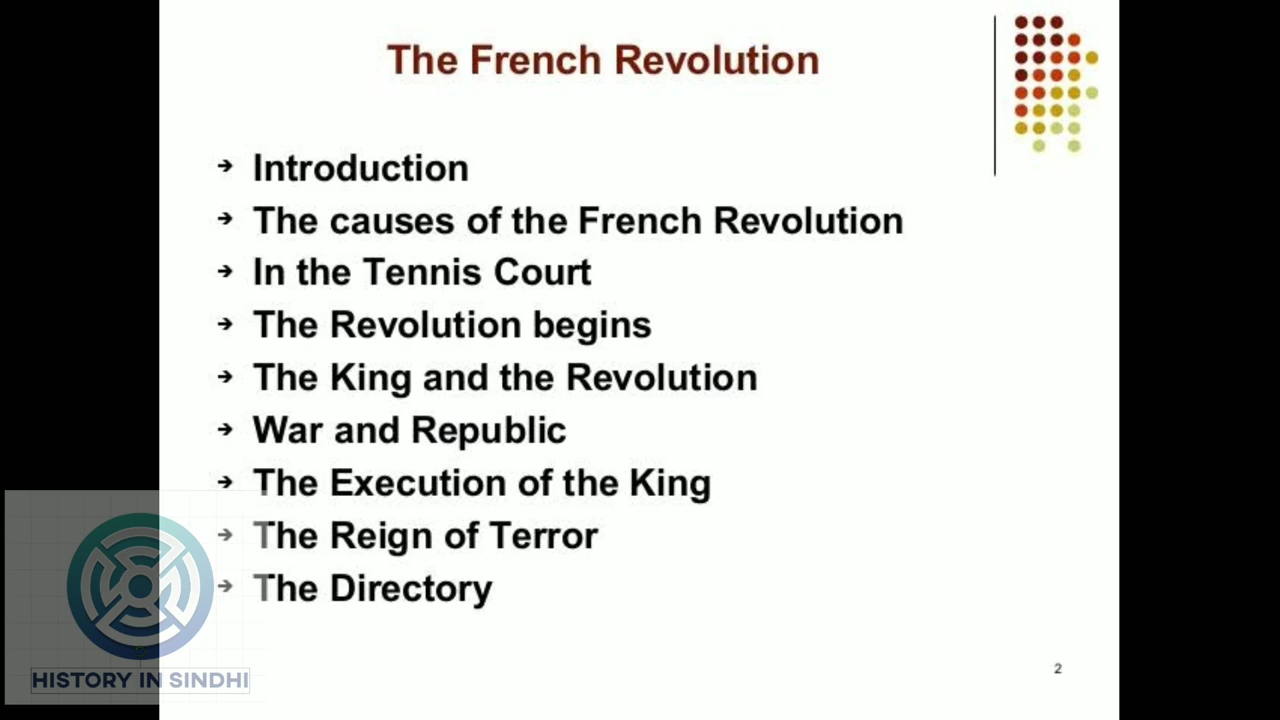 The French Revolution
➔ Introduction
➔ The causes of the French Revolution
➔ In the Tennis Court
➔ The Revolution begins
➔ The King and the Revolution
➔ War and Republic
➔ The Execution of the King
➔ The Reign of Terror
➔ The Directory
HISTORY IN SINDHI
2